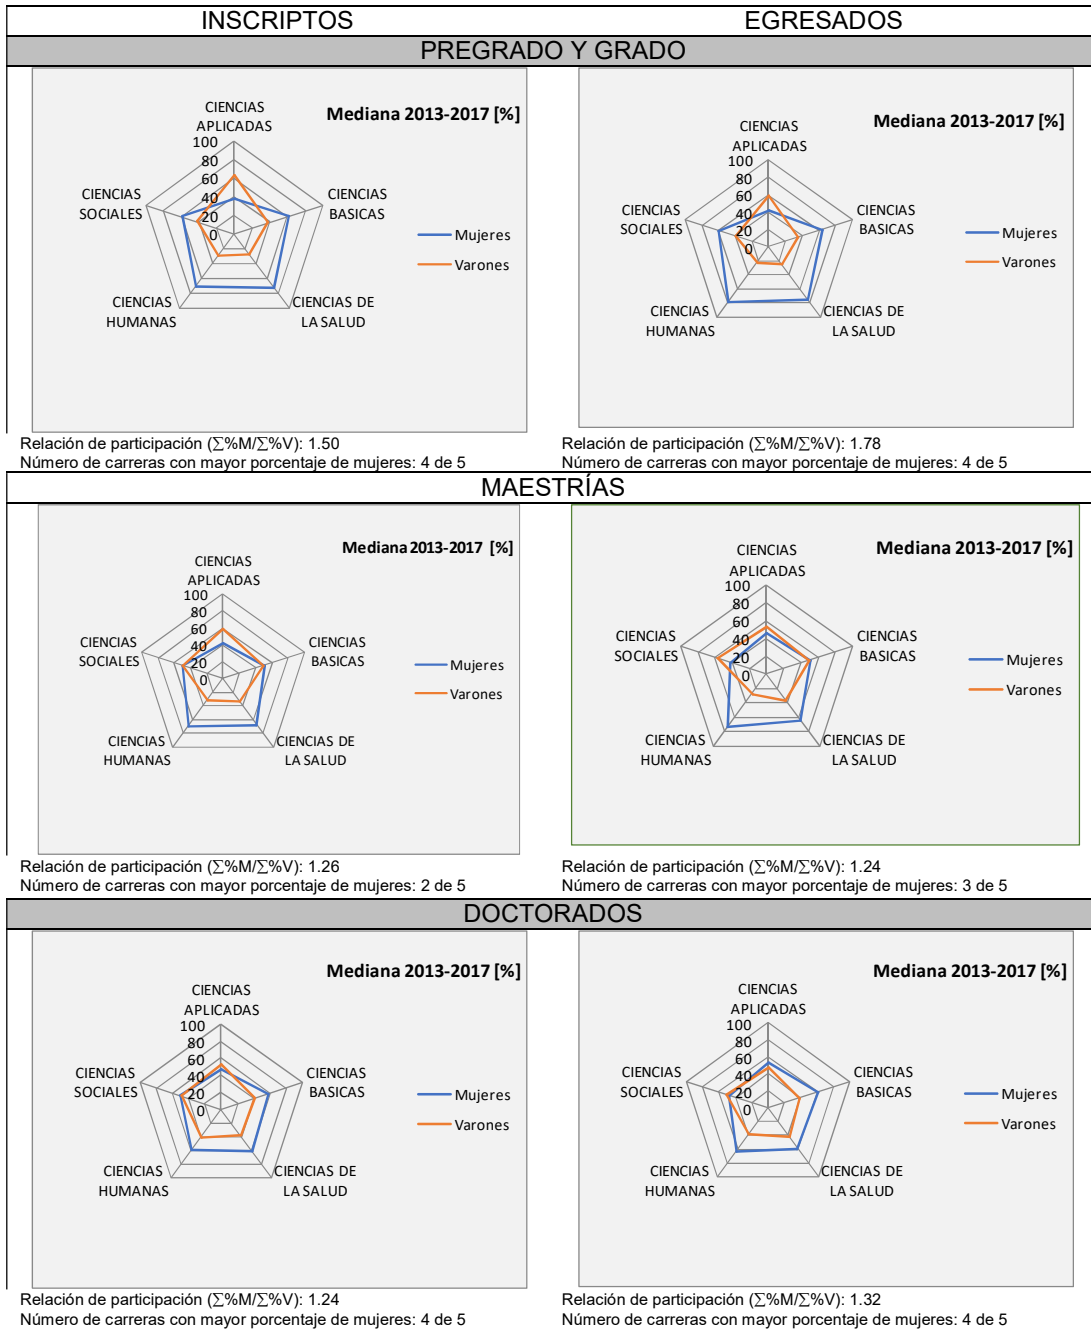 INSCRIPTOS EGRESADOS
PREGRADO Y GRADO
Mediana 2013-2017 [%]
CIENCIAS
APLICADAS
100
80
60
40
20
0
CIENCIAS
BASICAS
CIENCIAS DE
LA SALUD
CIENCIAS
HUMANAS
CIENCIAS
SOCIALES
Mujeres
Varones
Relación de participación (∑%M/∑%V): 1.50
Número de carreras con mayor porcentaje de mujeres: 4 de 5
Mediana 2013-2017 [%]
CIENCIAS
APLICADAS
100
80
60
40
20
0
CIENCIAS
BASICAS
CIENCIAS DE
LA SALUD
CIENCIAS
HUMANAS
CIENCIAS
SOCIALES
Mujeres
Varones
Relación de participación (∑%M/∑%V): 1.78
Número de carreras con mayor porcentaje de mujeres: 4 de 5
MAESTRÍAS
Mediana 2013-2017 [%]
CIENCIAS
APLICADAS
100
80
60
40
20
0
CIENCIAS
BASICAS
CIENCIAS DE
LA SALUD
CIENCIAS
HUMANAS
CIENCIAS
SOCIALES
Mujeres
Varones
Relación de participación (∑%M/∑%V): 1.26
Número de carreras con mayor porcentaje de mujeres: 2 de 5
Mediana 2013-2017 [%]
CIENCIAS
APLICADAS
100
80
60
40
20
0
CIENCIAS
BASICAS
CIENCIAS DE
LA SALUD
CIENCIAS
HUMANAS
CIENCIAS
SOCIALES
Mujeres
Varones
Relación de participación (∑%M/∑%V): 1.24
Número de carreras con mayor porcentaje de mujeres: 3 de 5
DOCTORADOS
Mediana 2013-2017 [%]
CIENCIAS
APLICADAS
100
80
60
40
20
0
CIENCIAS
BASICAS
CIENCIAS DE
LA SALUD
CIENCIAS
HUMANAS
CIENCIAS
SOCIALES
Mujeres
Varones
Relación de participación (∑%M/∑%V): 1.24
Número de carreras con mayor porcentaje de mujeres: 4 de 5
Mediana 2013-2017 [%]
CIENCIAS
APLICADAS
100
80
60
40
20
0
CIENCIAS
BASICAS
CIENCIAS DE
LA SALUD
CIENCIAS
HUMANAS
CIENCIAS
SOCIALES
Mujeres
Varones
Relación de participación (∑%M/∑%V): 1.32
Número de carreras con mayor porcentaje de mujeres: 4 de 5